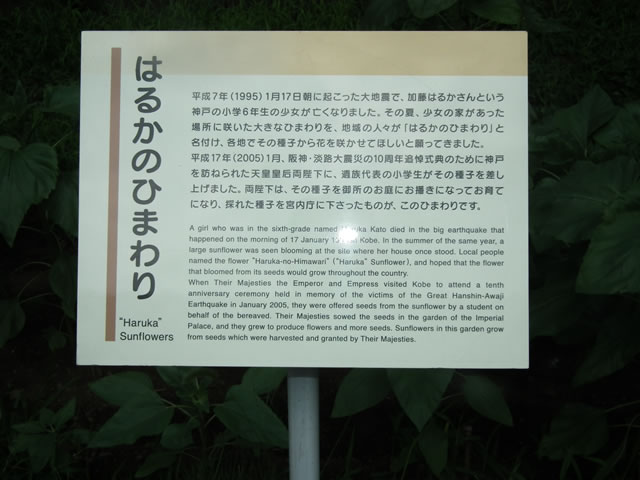 はるかのひまわり
"Haruka"
Sunflowers
平成7年(1995)1月17日朝に起こった大地震で、加藤はるかさんという
神戸の小学6年生の少女が亡くなりました。その夏、少女の家があった
場所に咲いた大きなひまわりを、地域の人々が「はるかのひまわり」と
名付け、各地でその種子から花を咲かせてほしいと願ってきました。
平成17年(2005)1月、阪神・淡路大震災の10周年追悼式典のために神戸
を訪ねられた天皇皇后両陛下に、遺族代表の小学生がその種子を差し
上げました。両陛下は、その種子を御所のお庭にお播きになってお育て
になり、採れた種子を宮内庁に下さったものが、このひまわりです。
A girl who was in the sixth-grade named Kato died in the big earthquake that
happened on the morning of 17 January in Kobe. In the summer of the same year, a
large sunflower was seen blooming at the site where her house once stood. Local people
named the flower "Haruka-no-Himawari" ("Haruka" Sunflower), and hoped that the flower
that bloomed from its seeds would grow throughout the country.
When Their Majesties the Emperor and Empress visited Kobe to attend a tenth
anniversary ceremony held in memory of the victims of the Great Hanshin-Awaji
Earthquake in January 2005, they were offered seeds from the sunflower by a student on
behalf of the bereaved. Their Majesties sowed the seeds in the garden of the Imperial
Palace, and they grew to produce flowers and more seeds. Sunflowers in this garden grow
from seeds which were harvested and granted by Their Majesties.